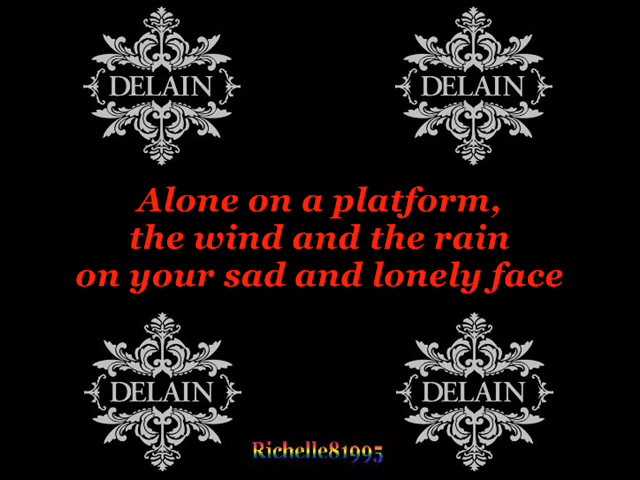 DELAIN DELAIN
Alone on a platform,
the wind and the rain
on your sad and lonely face
DELAIN DELAIN
Richelle81995